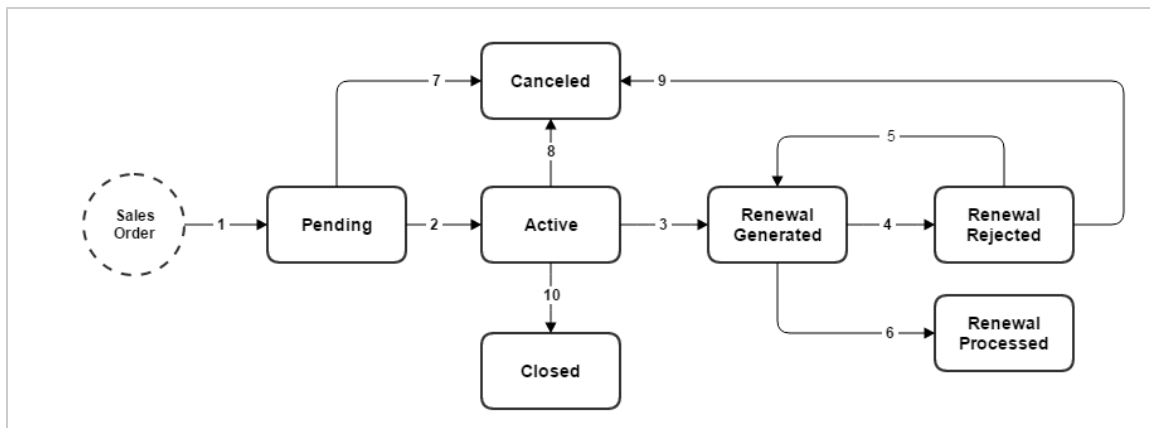 7
Canceled
9
8
5
Sales
Order
1
Pending
2
Active
3
Renewal
Generated
4
Renewal
Rejected
10
6
Renewal
Processed
Closed